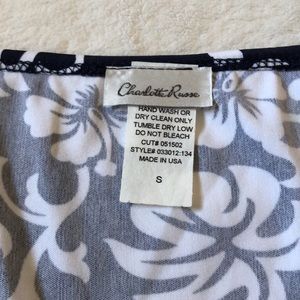 Charlotte Russe
HAND WASH OR
DRY CLEAN ONLY
TUMBLE DRY LOW
DO NOT BLEACH
CUT# 051502
STYLE# 033012:134
MADE IN USA
S